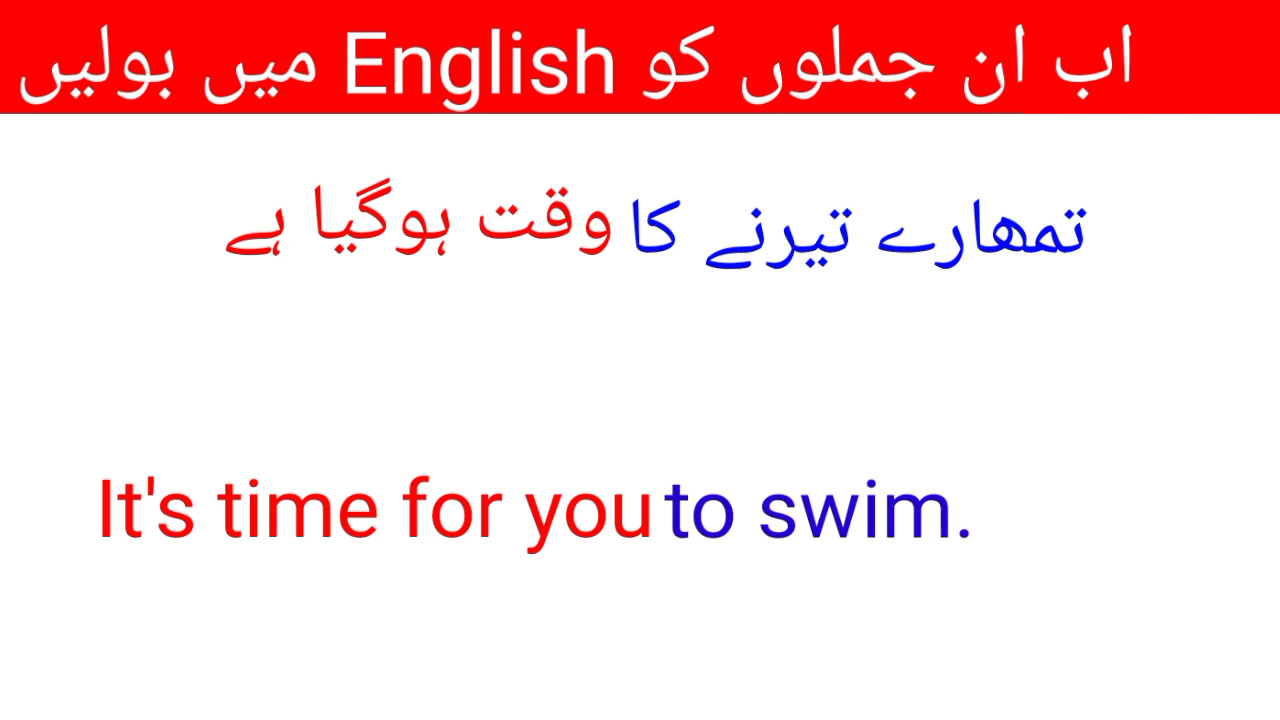 اب ان جملوں کو English میں بولیں
تمھارے تیرنے کا وقت ہوگیا ہے
It's time for you to swim.